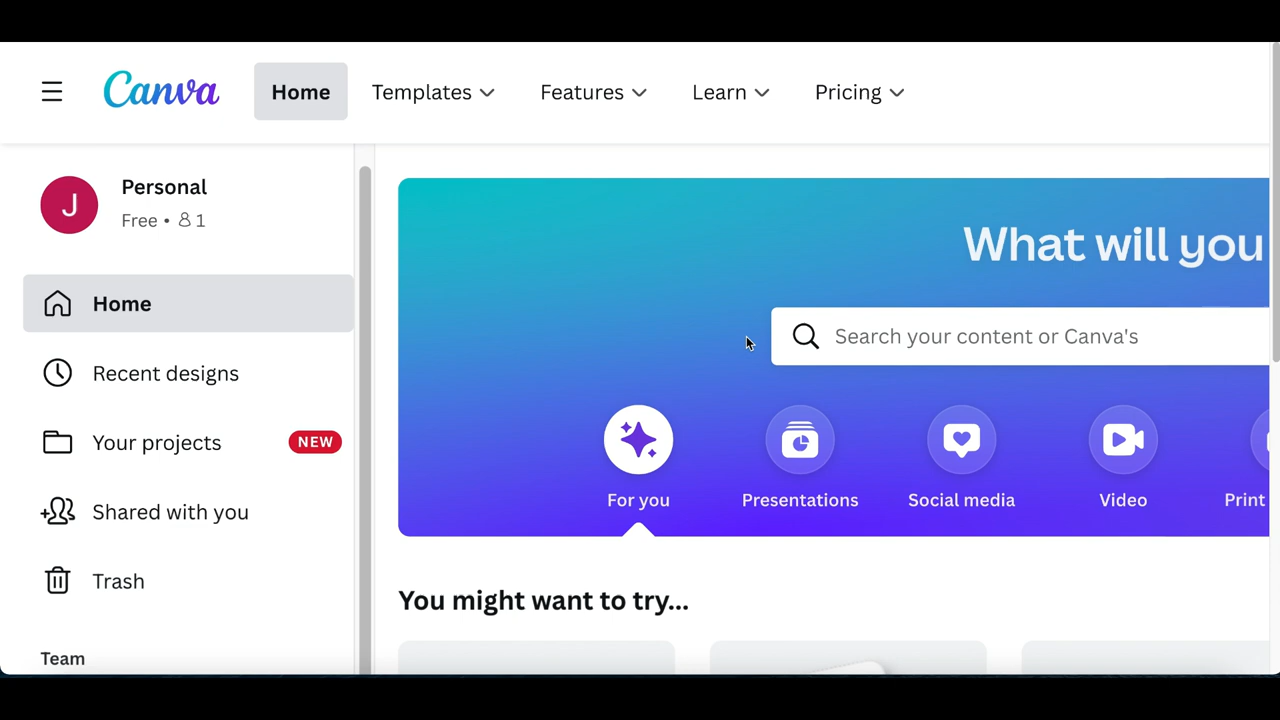 Canva
Home
Templates
Features
Learn
Pricing
J
Personal
Free • 1
Home
Recent designs
Your projects
NEW
Shared with you
Trash
Team
What will you
Search your content or Canva's
For you
Presentations
Social media
Video
Print
You might want to try...